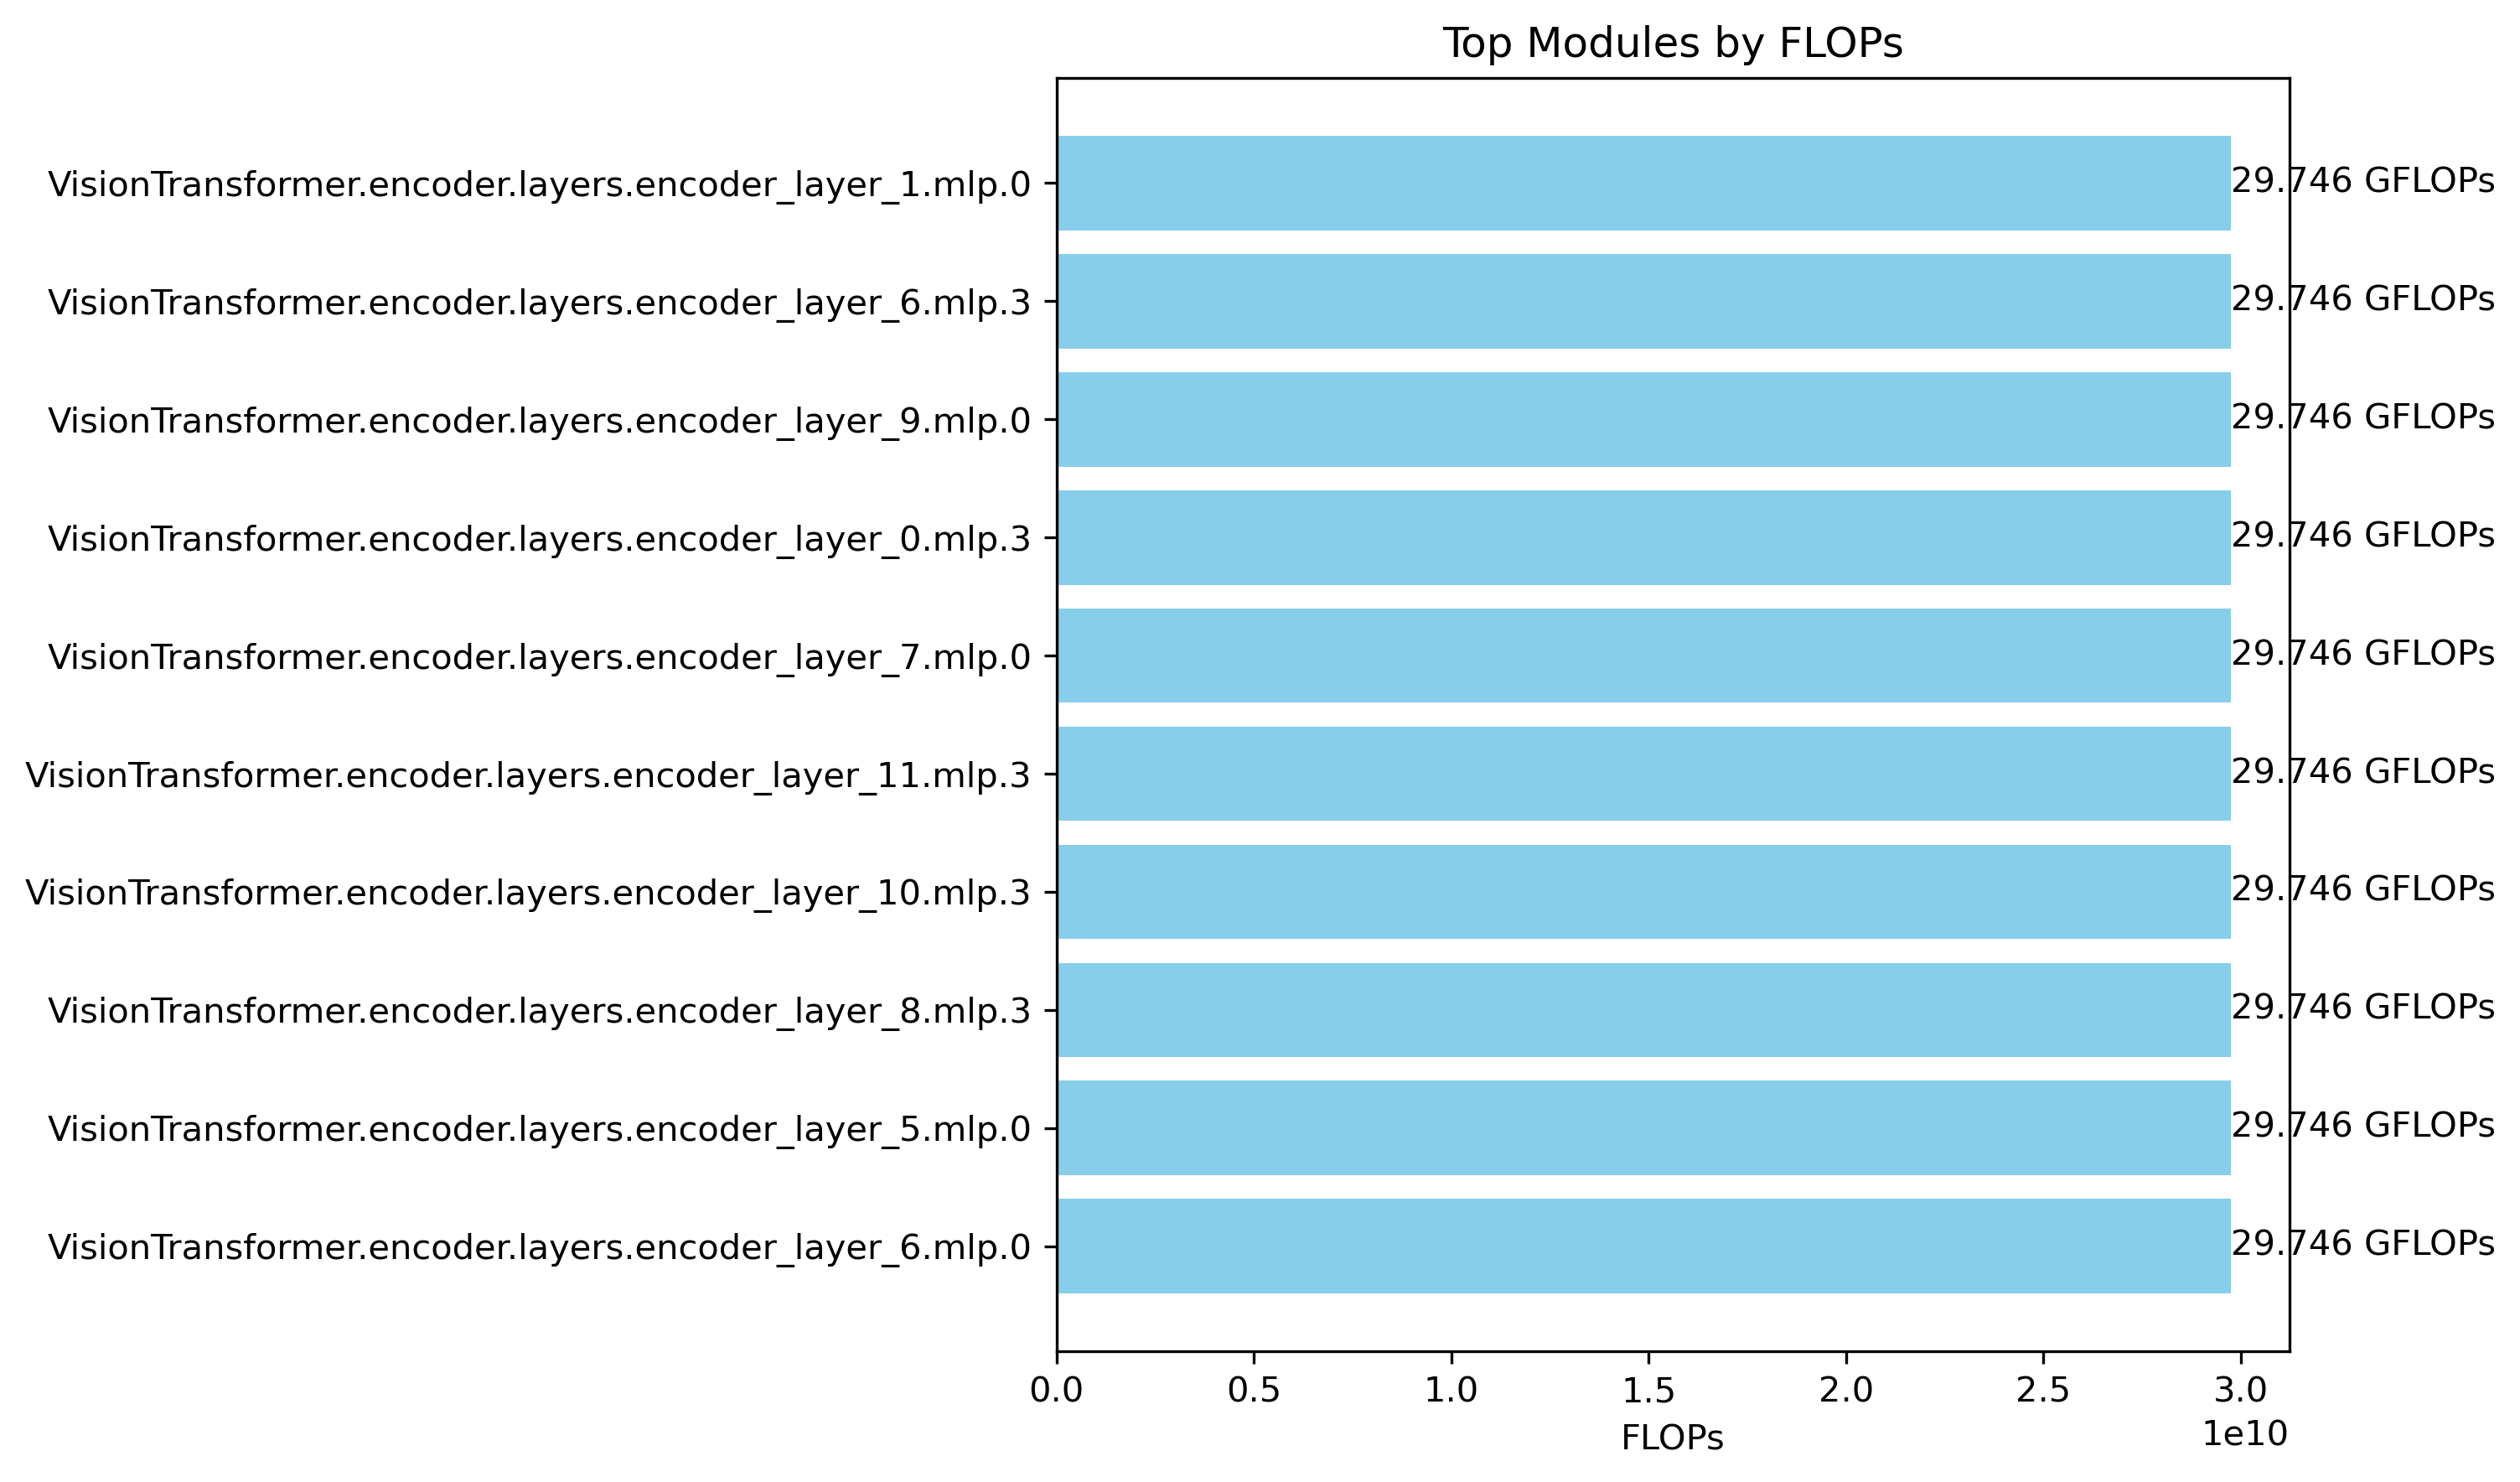 Top Modules by FLOPs
VisionTransformer.encoder.layers.encoder_layer_1.mlp.0 29.746 GFLOPs
VisionTransformer.encoder.layers.encoder_layer_6.mlp.3 29.746 GFLOPs
VisionTransformer.encoder.layers.encoder_layer_9.mlp.0 29.746 GFLOPs
VisionTransformer.encoder.layers.encoder_layer_0.mlp.3 29.746 GFLOPs
VisionTransformer.encoder.layers.encoder_layer_7.mlp.0 29.746 GFLOPs
VisionTransformer.encoder.layers.encoder_layer_11.mlp.3 29.746 GFLOPs
VisionTransformer.encoder.layers.encoder_layer_10.mlp.3 29.746 GFLOPs
VisionTransformer.encoder.layers.encoder_layer_8.mlp.3 29.746 GFLOPs
VisionTransformer.encoder.layers.encoder_layer_5.mlp.0 29.746 GFLOPs
VisionTransformer.encoder.layers.encoder_layer_6.mlp.0 29.746 GFLOPs
0.0 0.5 1.0 1.5 2.0 2.5 3.0
1e10
FLOPs